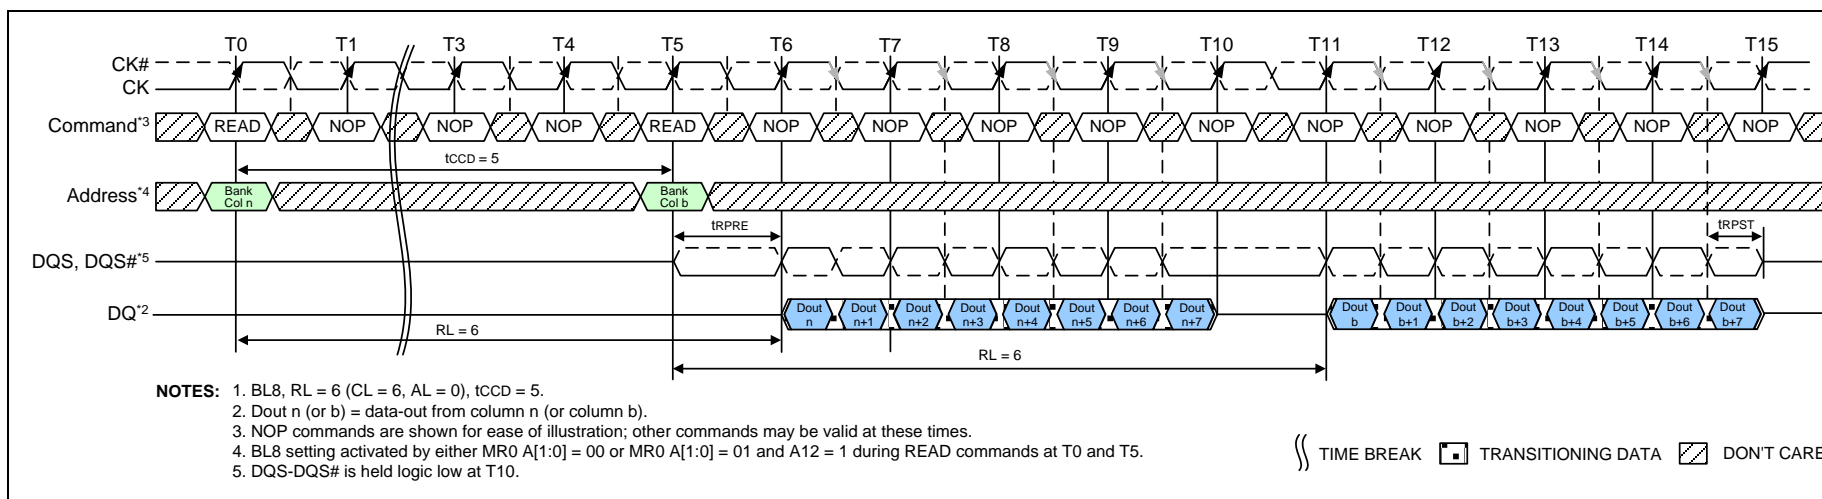 T0 T1 T3 T4 T5 T6 T7 T8 T9 T10 T11 T12 T13 T14 T15
CK#
CK
Command*3 READ NOP NOP NOP READ NOP NOP NOP NOP NOP NOP NOP NOP NOP NOP
tCCD = 5
Address*4 Bank Col n Bank Col b
tRPRE tRPST
DQS, DQS#*5
DQ*2 Dout n Dout n+1 Dout n+2 Dout n+3 Dout n+4 Dout n+5 Dout n+6 Dout n+7 Dout b Dout b+1 Dout b+2 Dout b+3 Dout b+4 Dout b+5 Dout b+6 Dout b+7
RL = 6
RL = 6
NOTES: 1. BL8, RL = 6 (CL = 6, AL = 0), tCCD = 5.
2. Dout n (or b) = data-out from column n (or column b).
3. NOP commands are shown for ease of illustration; other commands may be valid at these times.
4. BL8 setting activated by either MR0 A[1:0] = 00 or MR0 A[1:0] = 01 and A12 = 1 during READ commands at T0 and T5.
5. DQS-DQS# is held logic low at T10.
TIME BREAK TRANSITIONING DATA DON'T CARE